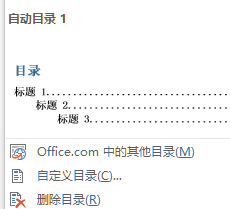 自动目录 1
目录
标题 1........................................
标题 2....................................
标题 3................................
Office.com 中的其他目录(M)
自定义目录(C)...
删除目录(R)